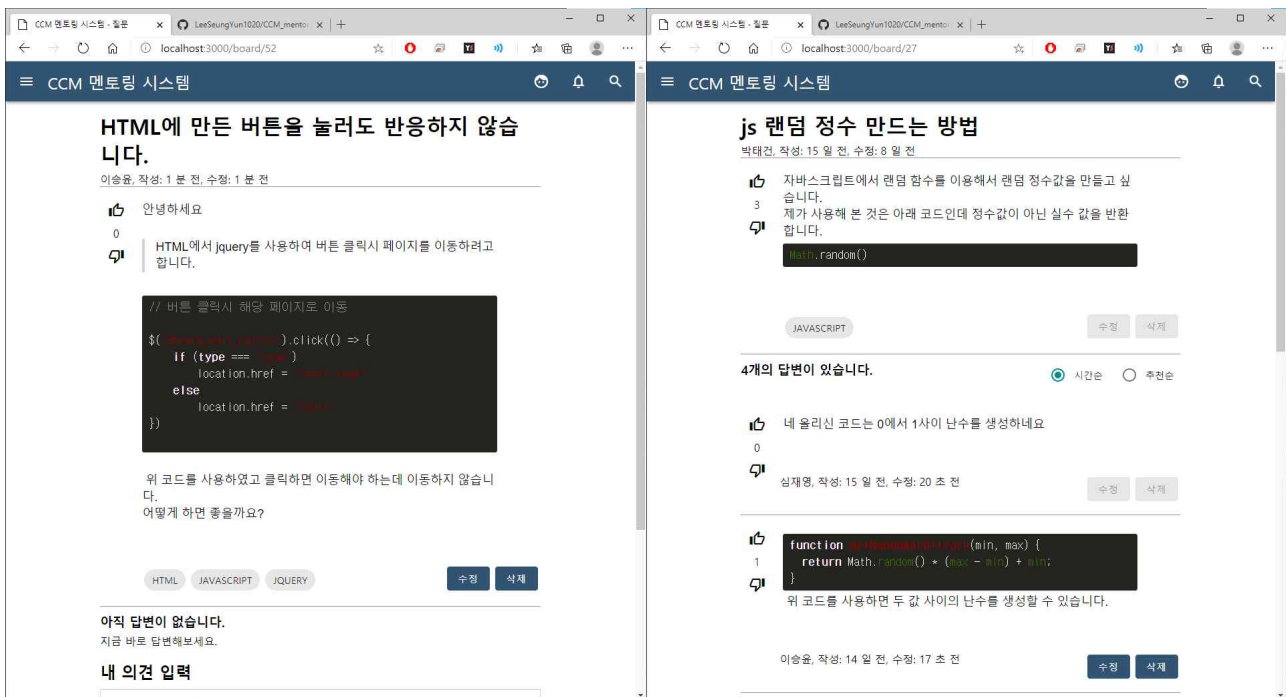 CCM 멘토링 시스템 - 질문
LeeSeungYun1020/CCM_mento
localhost:3000/board/52
CCM 멘토링 시스템
HTML에 만든 버튼을 눌러도 반응하지 않습
니다.
이승윤, 작성: 1 분 전, 수정: 1 분 전
안녕하세요
0
HTML에서 jquery를 사용하여 버튼 클릭시 페이지를 이동하려고
합니다.
// 버튼 클릭시 해당 페이지로 이동
$( ).click(() => {
if (type === )
location.href =
else
location.href =
})
위 코드를 사용하였고 클릭하면 이동해야 하는데 이동하지 않습니
다.
어떻게 하면 좋을까요?
HTML JAVASCRIPT JQUERY
수정 삭제
아직 답변이 없습니다.
지금 바로 답변해보세요.
내 의견 입력
CCM 멘토링 시스템 - 질문
LeeSeungYun1020/CCM_mento
localhost:3000/board/27
CCM 멘토링 시스템
js 랜덤 정수 만드는 방법
박태건, 작성: 15 일 전, 수정: 8 일 전
자바스크립트에서 랜덤 함수를 이용해서 랜덤 정수값을 만들고 싶
습니다.
3
제가 사용해 본 것은 아래 코드인데 정수값이 아닌 실수 값을 반환
합니다.
Math.random()
JAVASCRIPT
수정 삭제
4개의 답변이 있습니다.
시간순 추천순
네 올리신 코드는 0에서 1사이 난수를 생성하네요
0
심재영, 작성: 15 일 전, 수정: 20 초 전
수정 삭제
function (min, max) {
1
return Math.random() * (max - min) + min;
}
위 코드를 사용하면 두 값 사이의 난수를 생성할 수 있습니다.
이승윤, 작성: 14 일 전, 수정: 17 초 전
수정 삭제